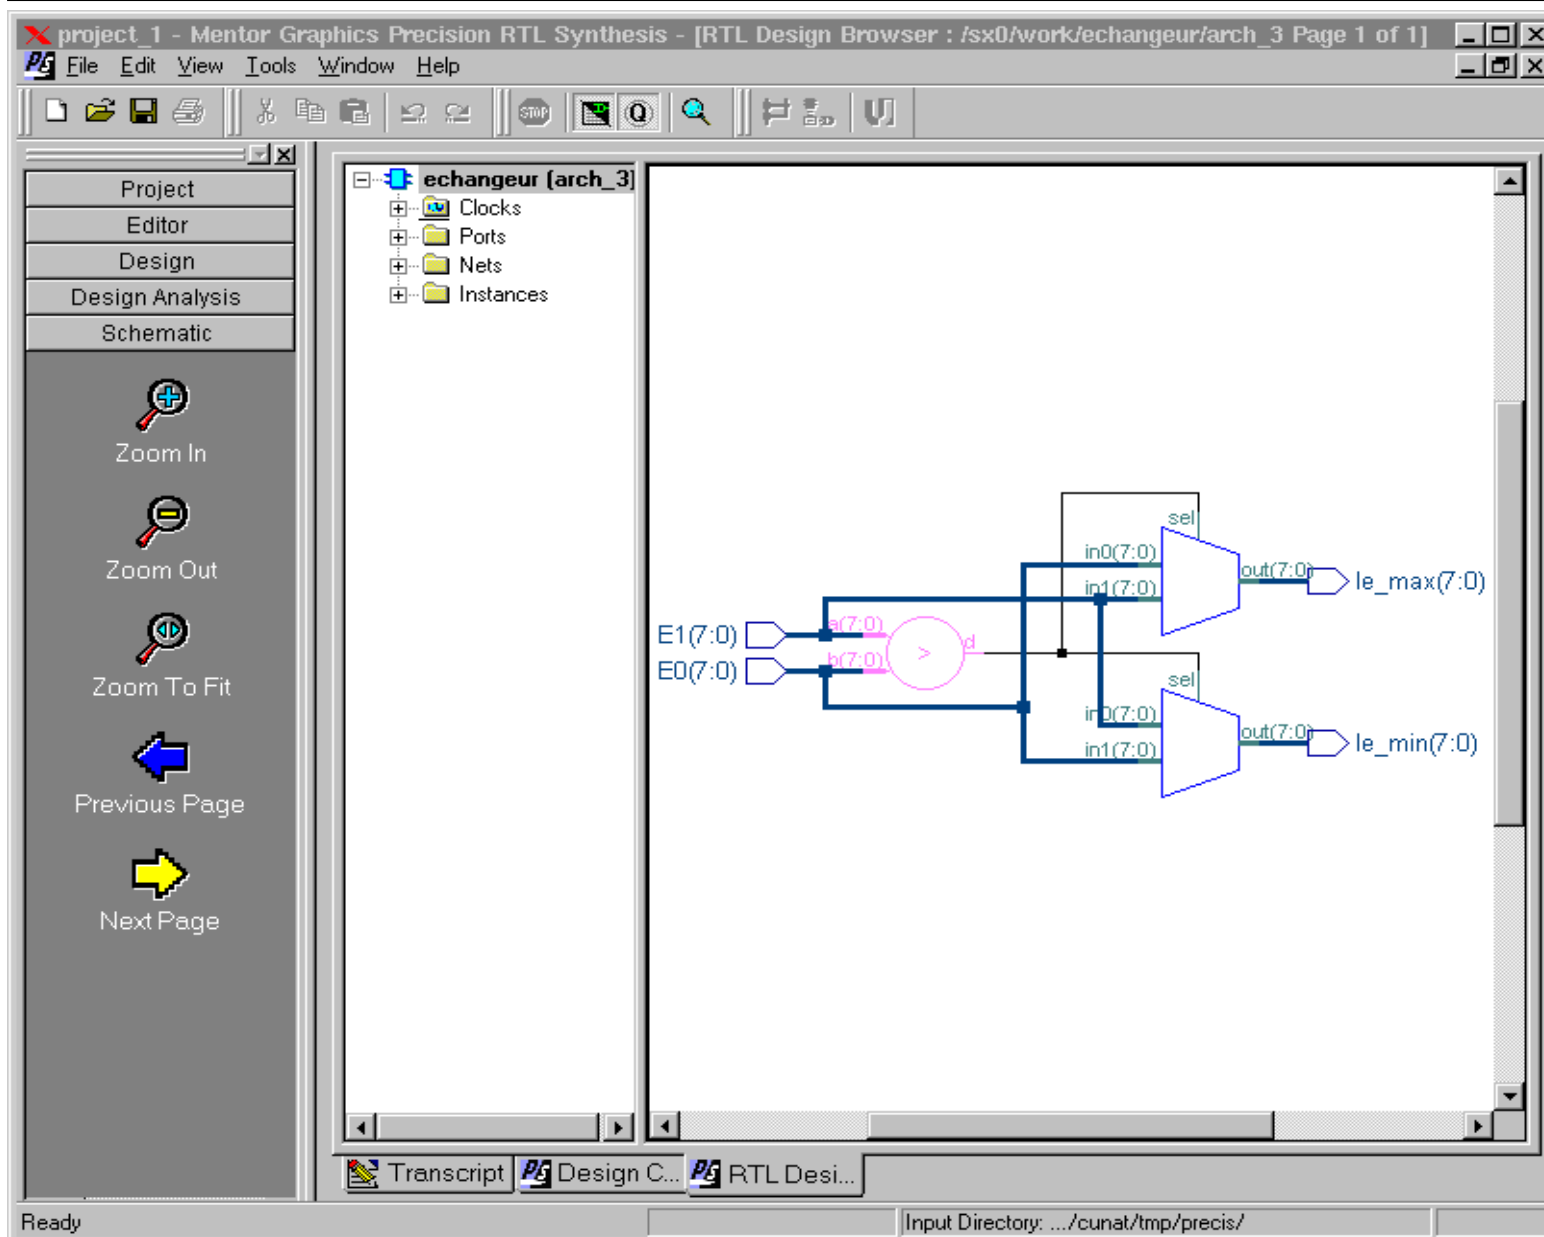 project_1 - Mentor Graphics Precision RTL Synthesis - [RTL Design Browser : /sx0/work/echangeur/arch_3 Page 1 of 1]
File Edit View Tools Window Help
STOP
Q
Project
Editor
Design
Design Analysis
Schematic
Zoom In
Zoom Out
Zoom To Fit
Previous Page
Next Page
echangeur (arch_3)
Clocks
Ports
Nets
Instances
E1(7:0)
E0(7:0)
a(7:0)
b(7:0)
>
d
sel
in0(7:0)
in1(7:0)
out(7:0)
le_max(7:0)
sel
in0(7:0)
in1(7:0)
out(7:0)
le_min(7:0)
Transcript
Design C...
RTL Desi...
Ready
Input Directory: .../cunat/tmp/precis/